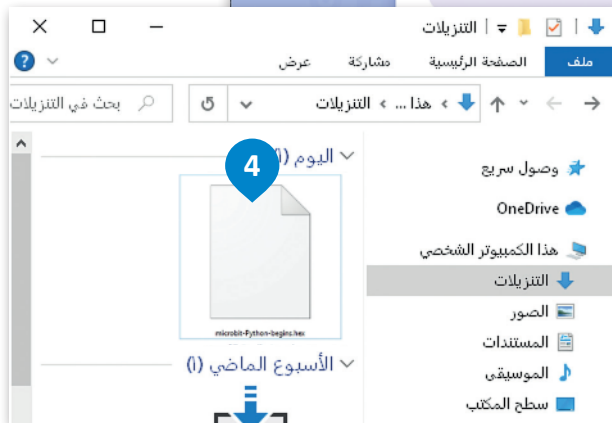 التنزيلات
ملف الصفحة الرئيسية مشاركة عرض
هذا ... › التنزيلات
بحث في التنزيلات
وصول سريع
OneDrive
هذا الكمبيوتر الشخصي
التنزيلات
الصور
المستندات
الموسيقى
سطح المكتب
اليوم (١)
4
microbit-Python-begins.hex
الأسبوع الماضي (١)